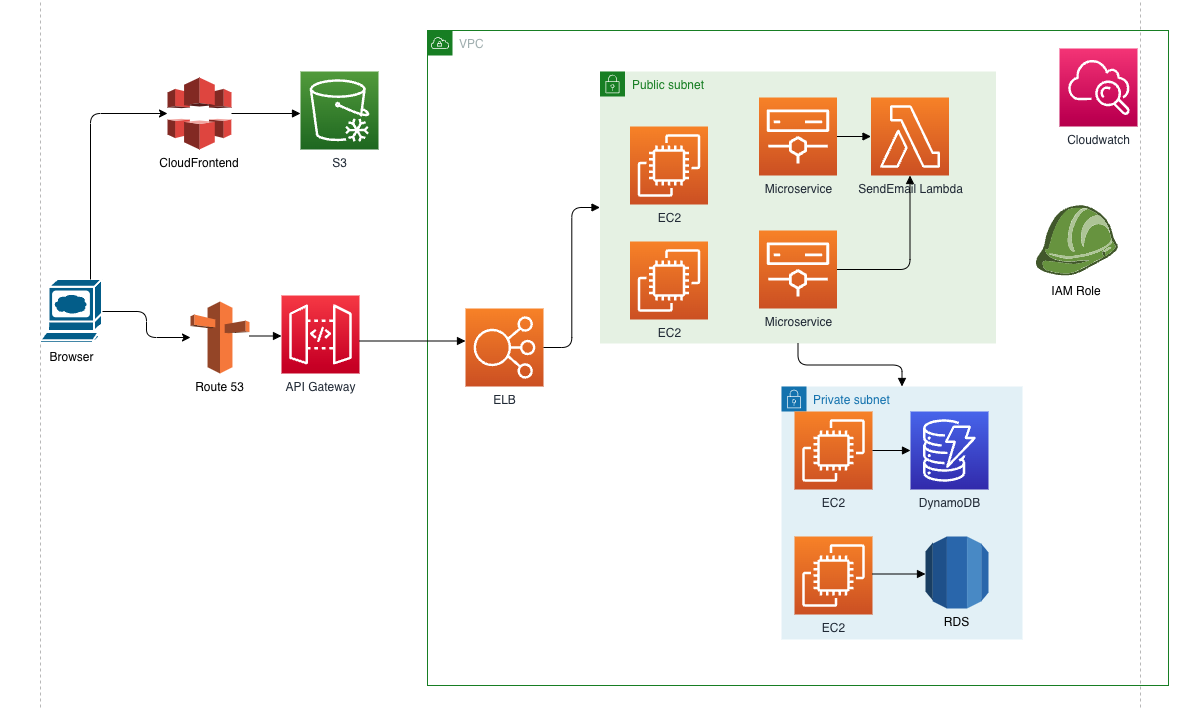 VPC
Public subnet
CloudFrontend
S3
Cloudwatch
EC2
Microservice
SendEmail Lambda
IAM Role
EC2
Microservice
Browser
Route 53
</>
API Gateway
ELB
Private subnet
EC2
DynamoDB
EC2
RDS